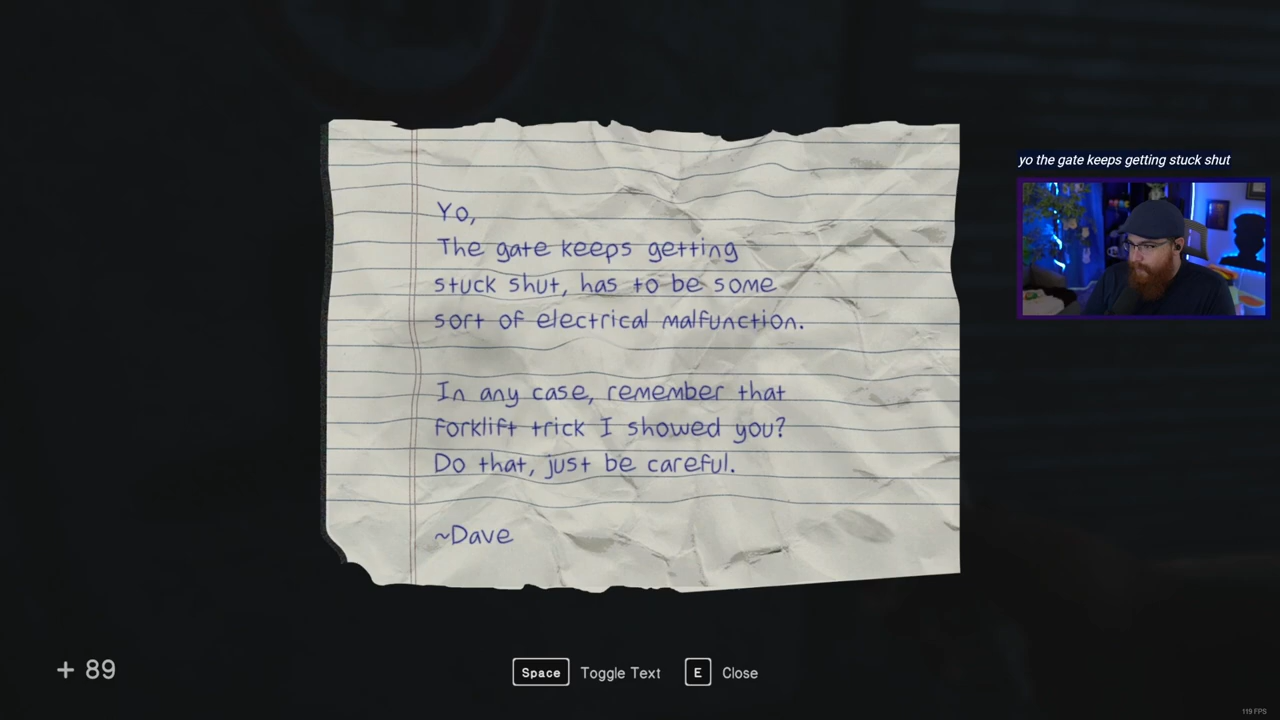 Yo,
The gate keeps getting
stuck shut, has to be some
sort of electrical malfunction.
In any case, remember that
forklift trick I showed you?
Do that, just be careful.
~Dave
yo the gate keeps getting stuck shut
+ 89
Space Toggle Text E Close
119 FPS